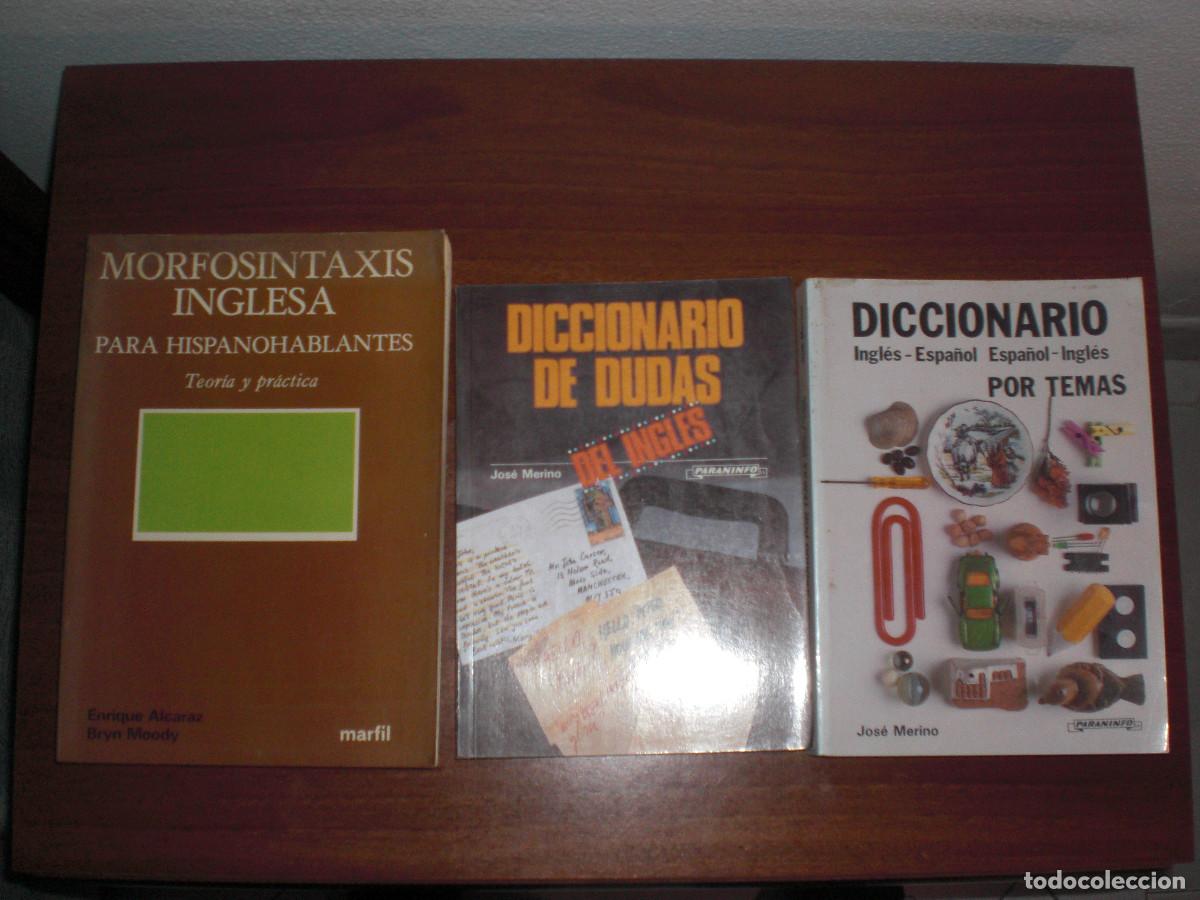 MORFOSINTAXIS
INGLESA
PARA HISPANOHABLANTES
Teoría y práctica
Enrique Alcaraz
Bryn Moody
marfil
DICCIONARIO
DE DUDAS
DEL INGLES
José Merino
PARANINFO
MANCHESTER
DICCIONARIO
Inglés - Español Español - Inglés
POR TEMAS
José Merino
PARANINFO
todocoleccion